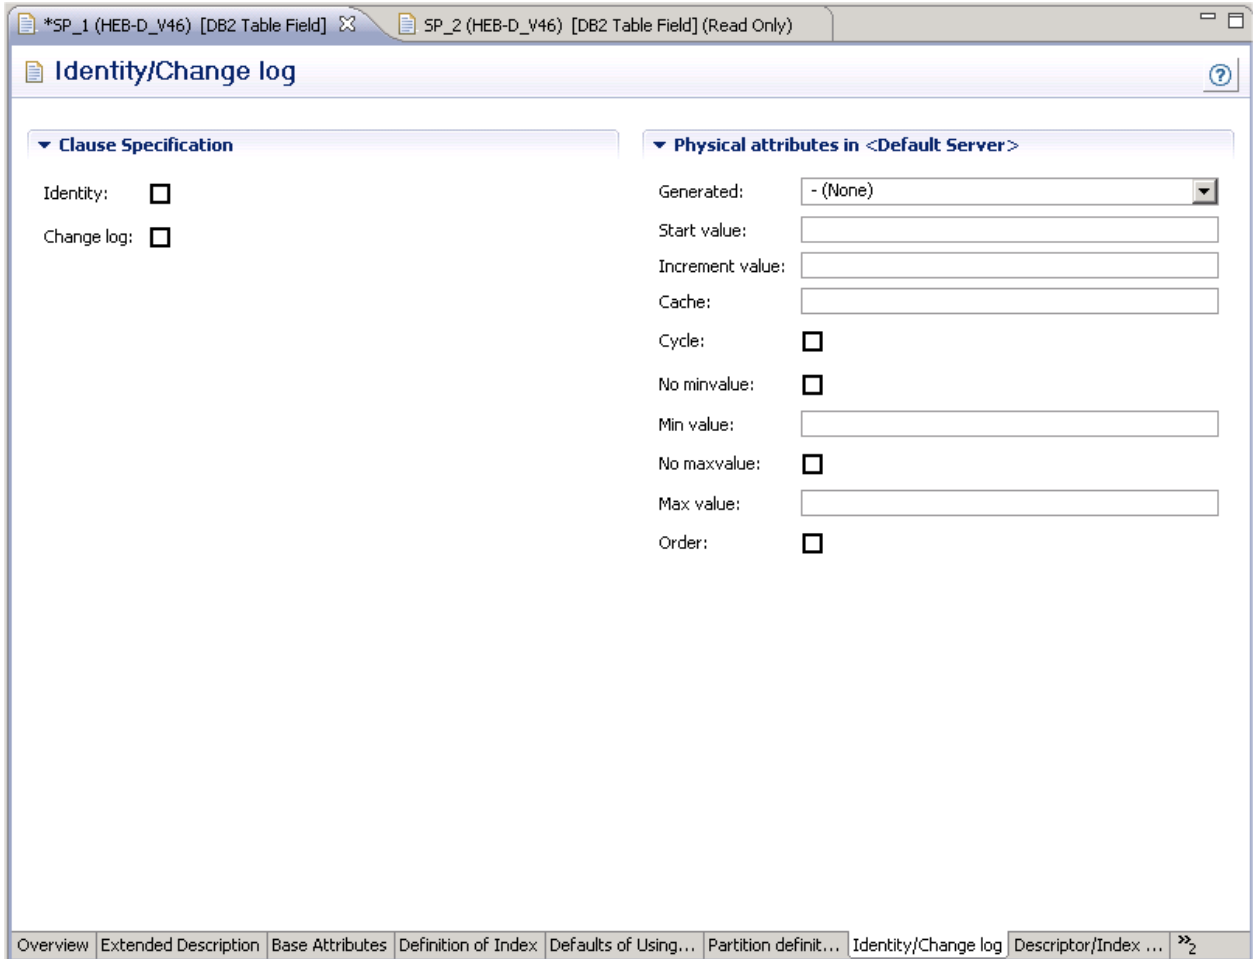 *SP_1 (HEB-D_V46) [DB2 Table Field] SP_2 (HEB-D_V46) [DB2 Table Field] (Read Only)
Identity/Change log
Clause Specification
Identity:
Change log:
Physical attributes in <Default Server>
Generated: - (None)
Start value:
Increment value:
Cache:
Cycle:
No minvalue:
Min value:
No maxvalue:
Max value:
Order:
Overview Extended Description Base Attributes Definition of Index Defaults of Using... Partition definit... Identity/Change log Descriptor/Index ... »2